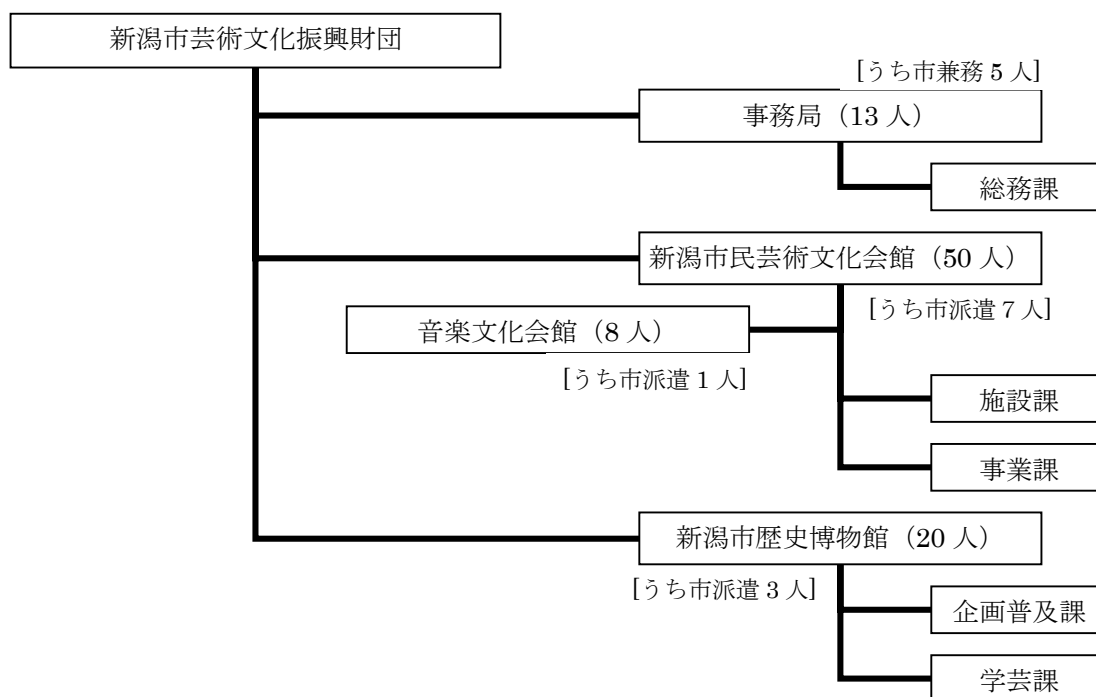 新潟市芸術文化振興財団
[うち市兼務 5 人]
事務局（13 人）
総務課
新潟市民芸術文化会館（50 人）
[うち市派遣 7 人]
音楽文化会館（8 人）
[うち市派遣 1 人]
施設課
事業課
新潟市歴史博物館（20 人）
[うち市派遣 3 人]
企画普及課
学芸課